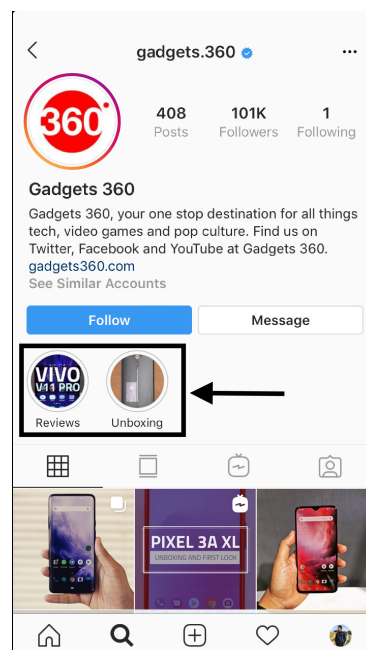 gadgets.360
360
408
101K
1
Posts
Followers
Following
Gadgets 360
Gadgets 360, your one stop destination for all things
tech, video games and pop culture. Find us on
Twitter, Facebook and YouTube at Gadgets 360.
gadgets360.com
See Similar Accounts
Follow
Message
VIVO
V11 PRO
Reviews
Unboxing
PIXEL 3A XL
UNBOXING AND FIRST LOOK